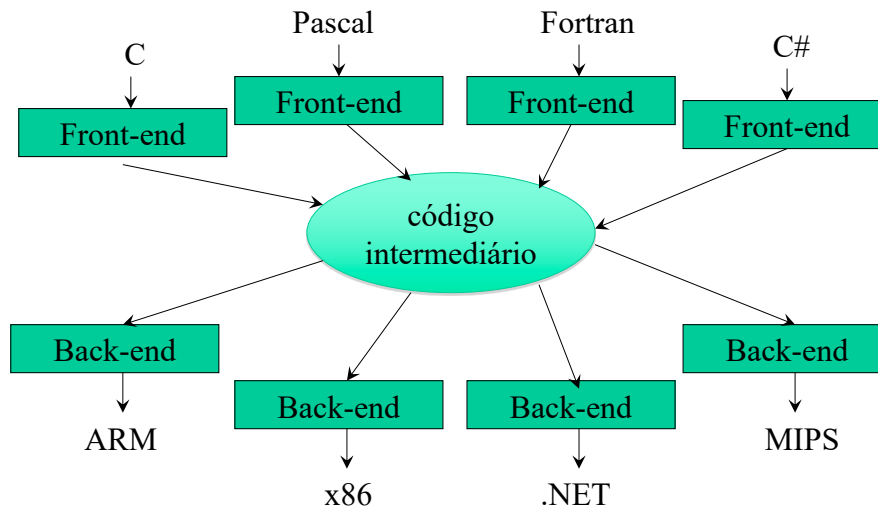 Pascal
Fortran
C
C#
Front-end
Front-end
Front-end
Front-end
código
intermediário
Back-end
Back-end
Back-end
Back-end
ARM
MIPS
x86
.NET